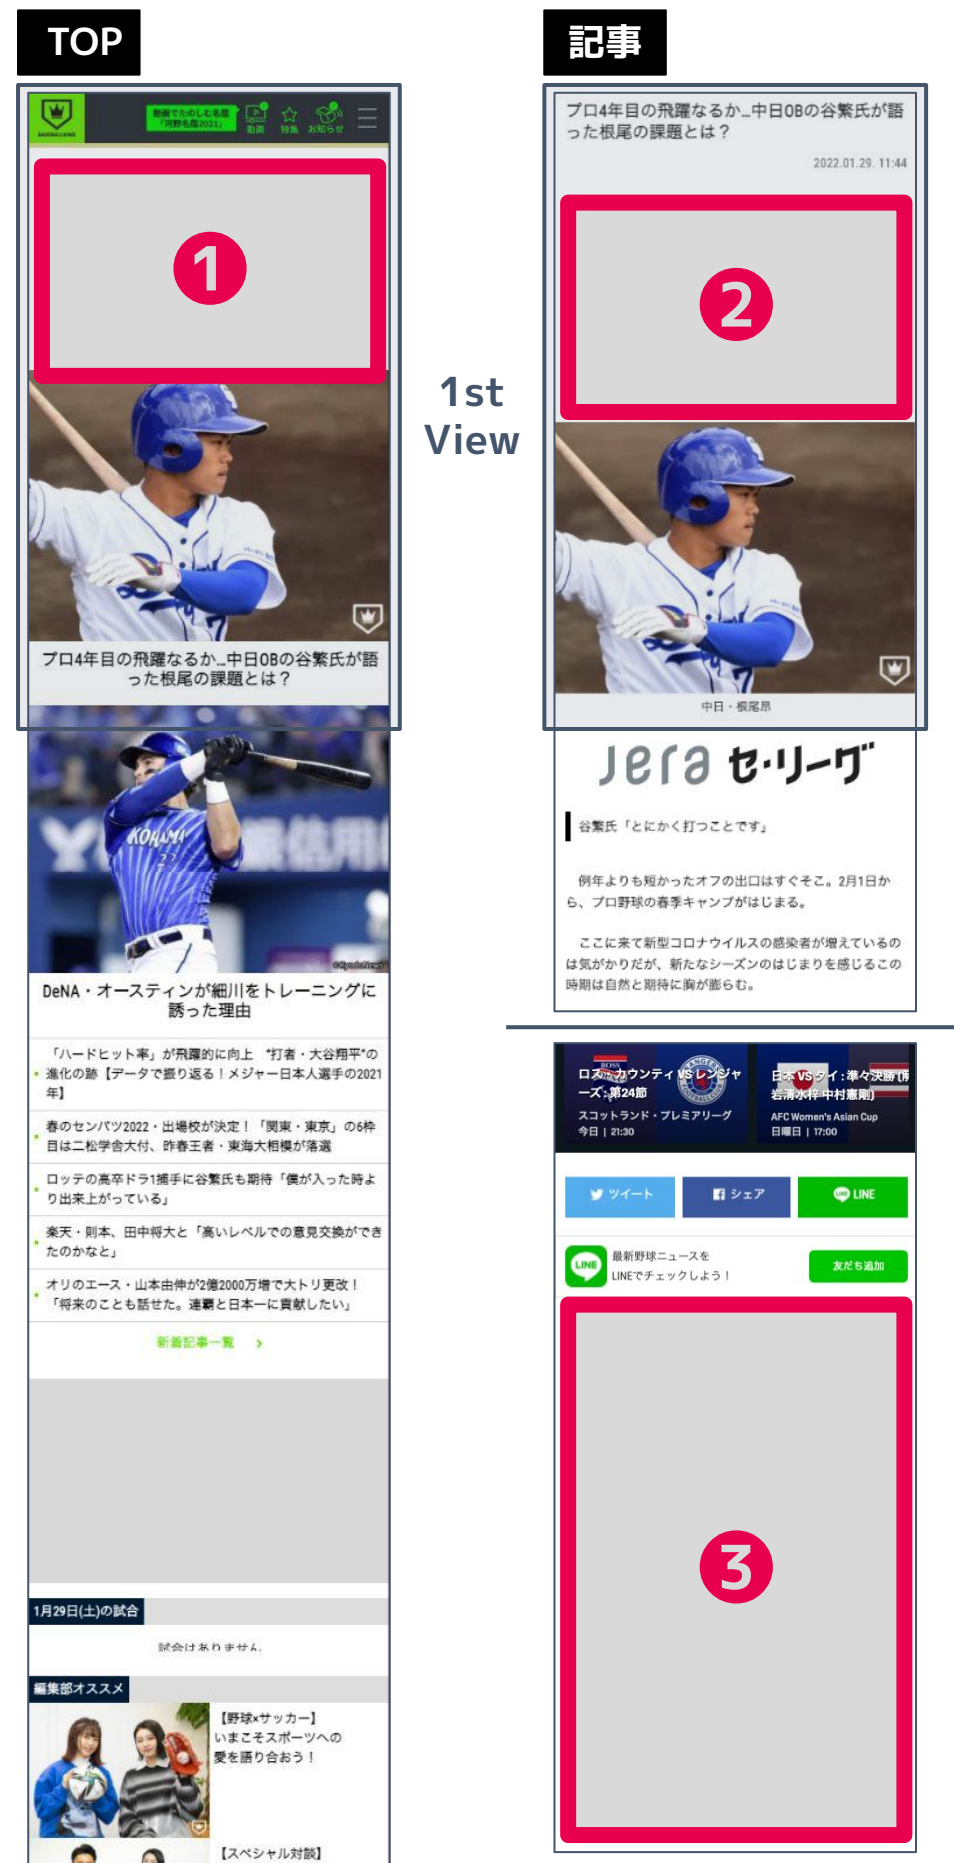 TOP
BASEBALL KING
動画でたのしむ名鑑
「河野名鑑2021」
動画
特集
お知らせ
1
プロ4年目の飛躍なるか…中日OBの谷繁氏が語
った根尾の課題とは？
KOHAMA
DeNA・オースティンが細川をトレーニングに
誘った理由
「ハードヒット率」が飛躍的に向上 "打者・大谷翔平"の
進化の跡【データで振り返る！メジャー日本人選手の2021
年】
春のセンバツ2022・出場校が決定！「関東・東京」の6枠
目は二松学舎大付、昨春王者・東海大相模が落選
ロッテの高卒ドラ1捕手に谷繁氏も期待「僕が入った時よ
り出来上がっている」
楽天・則本、田中将大と「高いレベルでの意見交換ができ
たのかなと」
オリのエース・山本由伸が2億2000万増で大トリ更改！
「将来のことも話せた。連覇と日本一に貢献したい」
新着記事一覧
1月29日(土)の試合
試合はありません
編集部オススメ
【野球×サッカー】
いまこそスポーツへの
愛を語り合おう！
【スペシャル対談】
1st
View
記事
プロ4年目の飛躍なるか…中日OBの谷繁氏が語
った根尾の課題とは？
2022.01.29. 11:44
2
中日・根尾昂
Jera セ・リーグ
谷繁氏「とにかく打つことです」
例年よりも短かったオフの出口はすぐそこ。2月1日か
ら、プロ野球の春季キャンプがはじまる。
ここに来て新型コロナウイルスの感染者が増えているの
は気がかりだが、新たなシーズンのはじまりを感じるこの
時期は自然と期待に胸が膨らむ。
ロス・カウンティ VS レンジャ
ーズ : 第24節
スコットランド・プレミアリーグ
今日 | 21:30
日本 VS タイ : 準々決勝
岩清水梓 中村憲剛)
AFC Women's Asian Cup
日曜日 | 17:00
ツイート
シェア
LINE
LINE
最新野球ニュースを
LINEでチェックしよう！
友だち追加
3